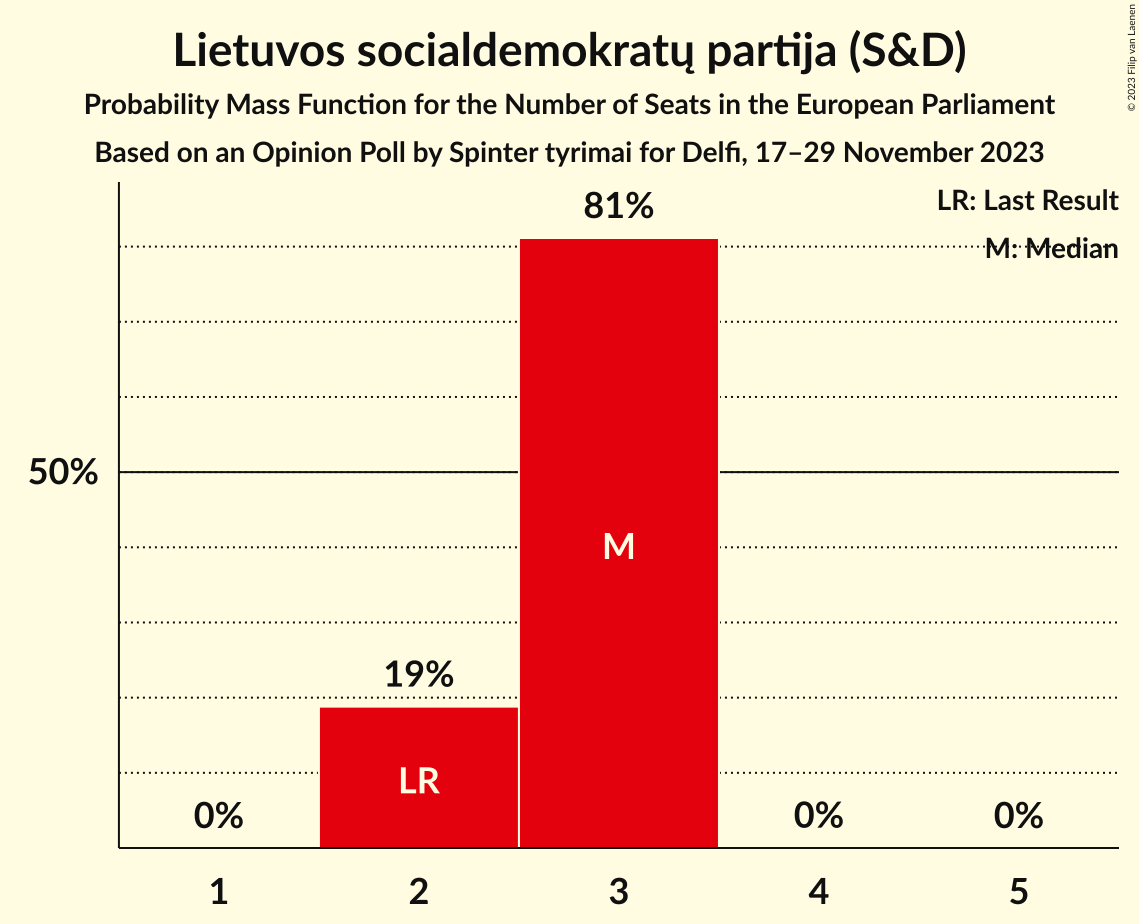 Lietuvos socialdemokratų partija (S&D)
Probability Mass Function for the Number of Seats in the European Parliament
Based on an Opinion Poll by Spinter tyrimai for Delfi, 17–29 November 2023
© 2023 Filip van Laenen
LR: Last Result
M: Median
81%
50%
M
19%
LR
0%
0%
0%
1
2
3
4
5